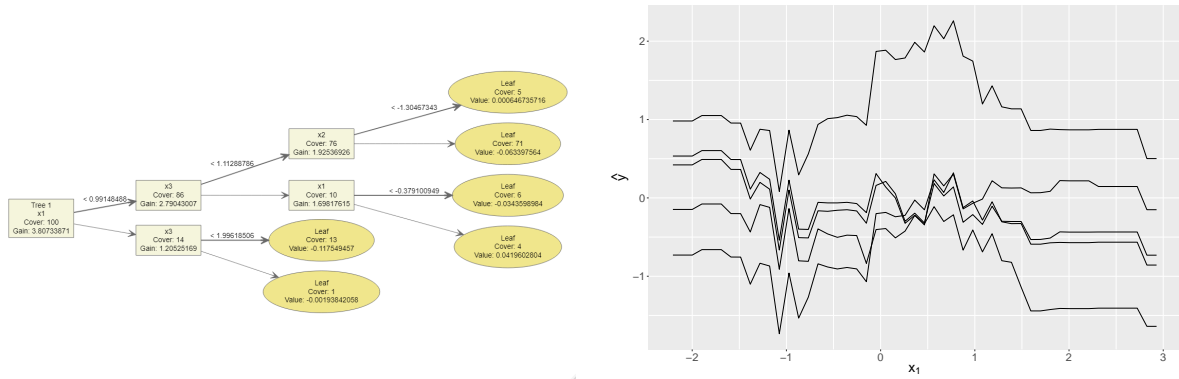 Leaf
Cover: 5
Value: 0.000646735716
< -1.30467343
x2
Cover: 76
Gain: 1.92536926
Leaf
Cover: 71
Value: -0.063397564
< 1.11288786
x3
Cover: 86
Gain: 2.79043007
< 0.99148488
x1
Cover: 10
Gain: 1.69817615
< -0.379100949
Leaf
Cover: 6
Value: -0.0343598984
Tree 1
x1
Cover: 100
Gain: 3.80733871
x3
Cover: 14
Gain: 1.20525169
< 1.99618506
Leaf
Cover: 13
Value: -0.117549457
Leaf
Cover: 4
Value: 0.0419602804
Leaf
Cover: 1
Value: -0.00193842058
2
1
0
−1
ŷ
−2 −1 0 1 2 3
x₁